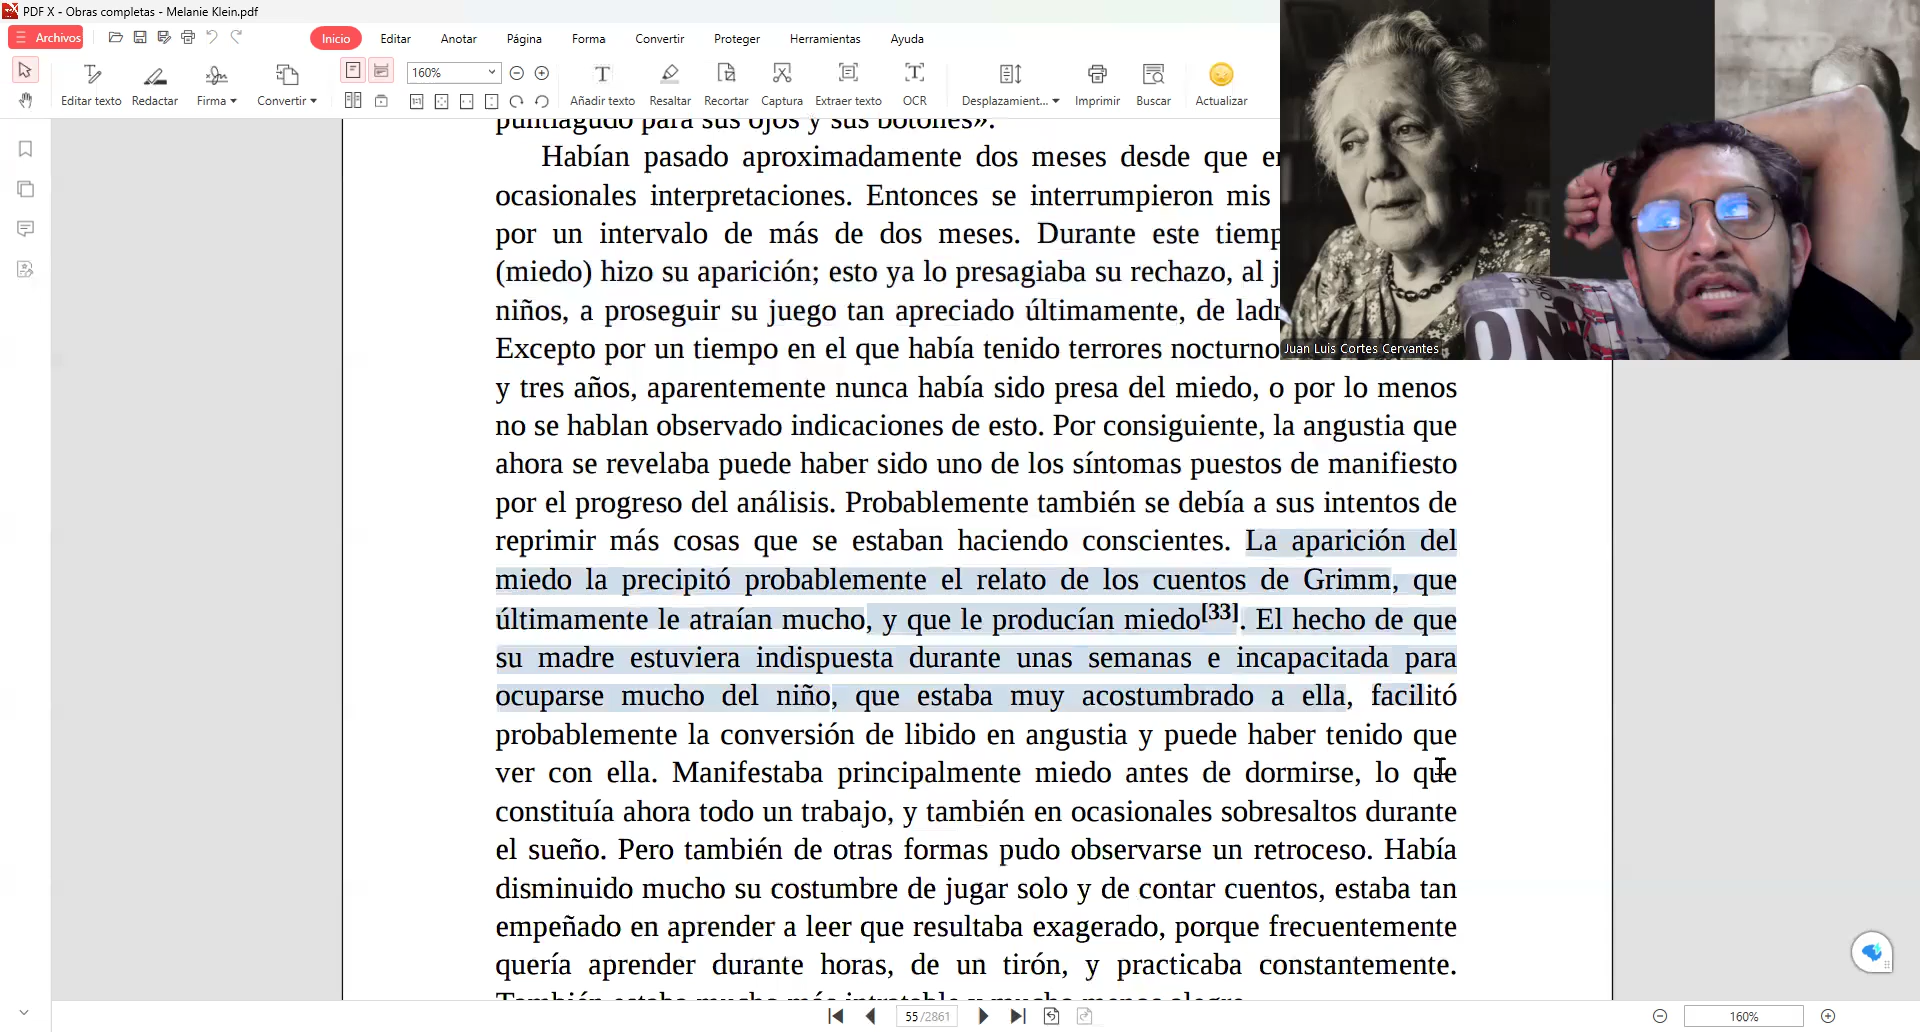 PDF X - Obras completas - Melanie Klein.pdf
Archivos
Inicio
Editar
Anotar
Página
Forma
Convertir
Proteger
Herramientas
Ayuda
160%
Editar texto
Redactar
Firma
Convertir
Añadir texto
Resaltar
Recortar
Captura
Extraer texto
OCR
Desplazamient...
Imprimir
Buscar
Actualizar
puntiagudo para sus ojos y sus botones».
Habían pasado aproximadamente dos meses desde que
ocasionales interpretaciones. Entonces se interrumpieron mis
por un intervalo de más de dos meses. Durante este
(miedo) hizo su aparición; esto ya lo presagiaba su rechazo, al
niños, a proseguir su juego tan apreciado últimamente, de
Excepto por un tiempo en el que había tenido terrores
y tres años, aparentemente nunca había sido presa del miedo, o por lo menos
no se hablan observado indicaciones de esto. Por consiguiente, la angustia que
ahora se revelaba puede haber sido uno de los síntomas puestos de manifiesto
por el progreso del análisis. Probablemente también se debía a sus intentos de
reprimir más cosas que se estaban haciendo conscientes. La aparición del
miedo la precipitó probablemente el relato de los cuentos de Grimm, que
últimamente le atraían mucho, y que le producían miedo[33]. El hecho de que
su madre estuviera indispuesta durante unas semanas e incapacitada para
ocuparse mucho del niño, que estaba muy acostumbrado a ella, facilitó
probablemente la conversión de libido en angustia y puede haber tenido que
ver con ella. Manifestaba principalmente miedo antes de dormirse, lo que
constituía ahora todo un trabajo, y también en ocasionales sobresaltos durante
el sueño. Pero también de otras formas pudo observarse un retroceso. Había
disminuido mucho su costumbre de jugar solo y de contar cuentos, estaba tan
empeñado en aprender a leer que resultaba exagerado, porque frecuentemente
quería aprender durante horas, de un tirón, y practicaba constantemente.
También estaba mucho más intratable y mucho menos alegre.
Juan Luis Cortes Cervantes
55 /2861
160%